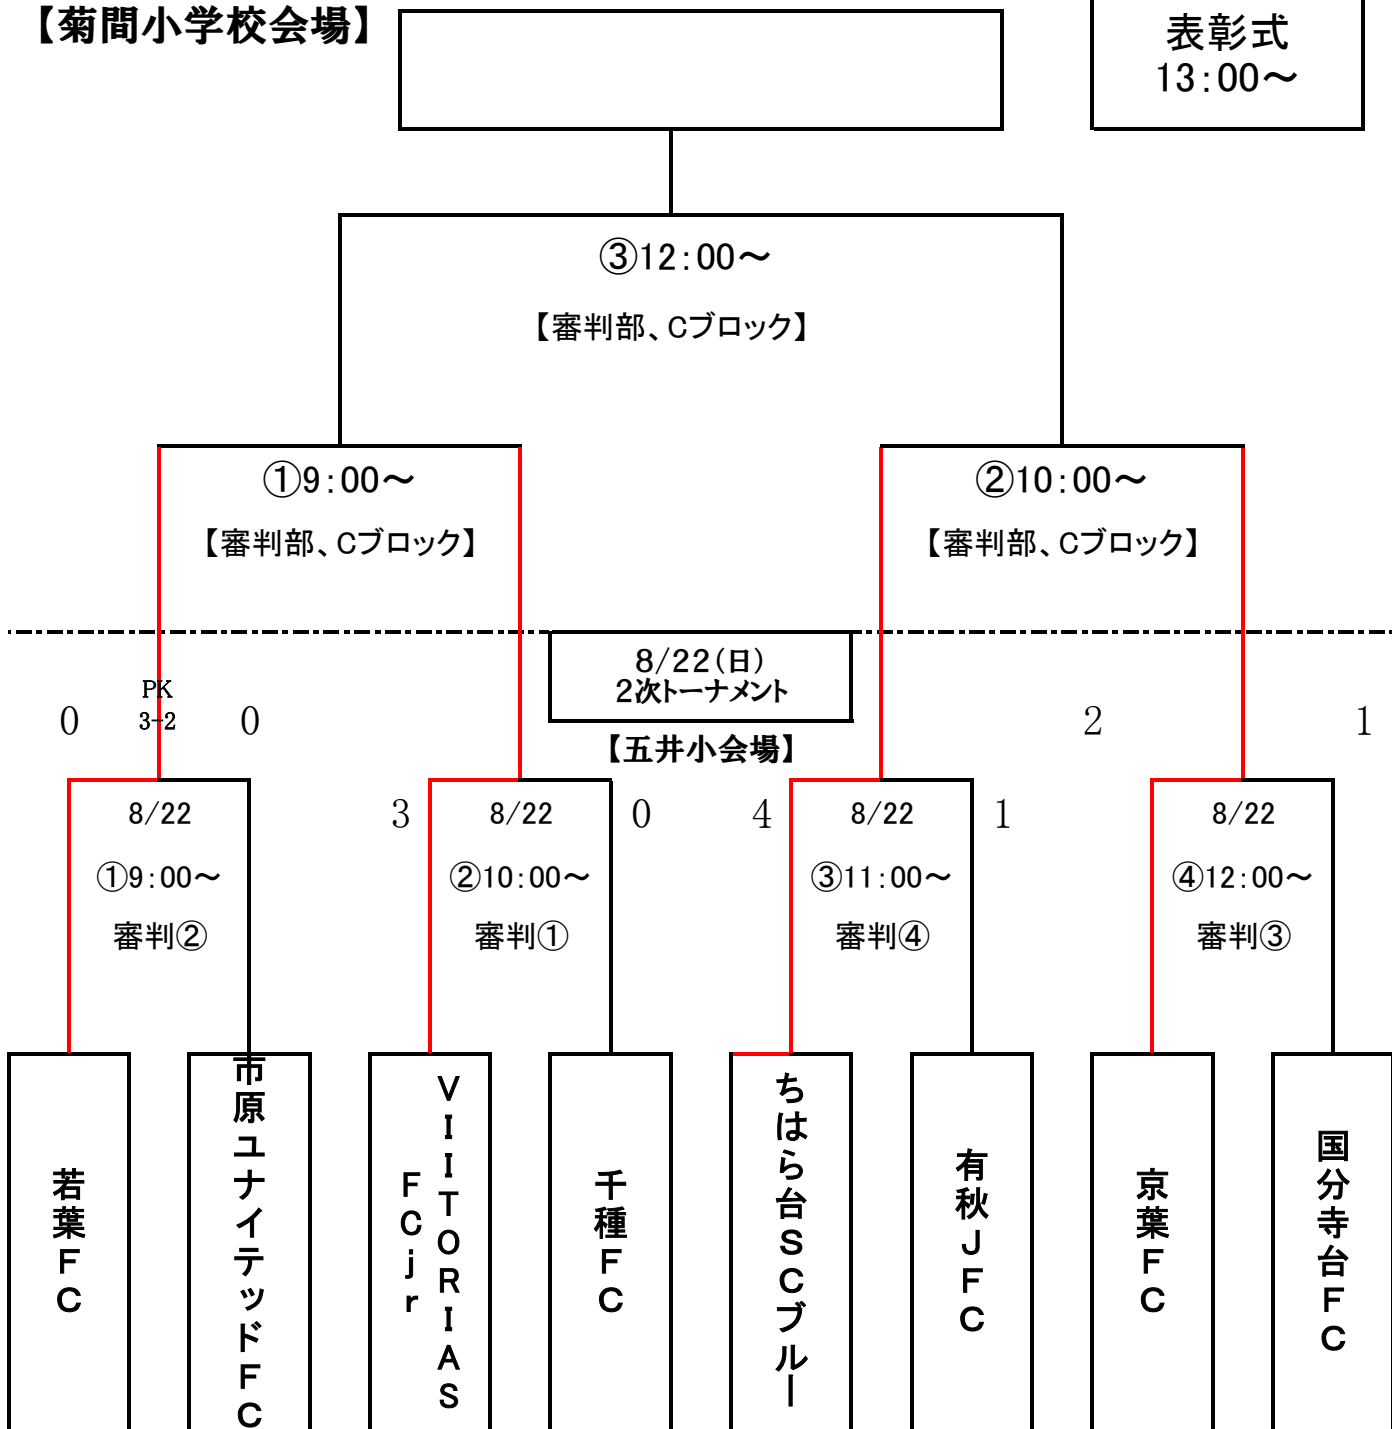 【菊間小学校会場】
表彰式
13:00～
③12:00～
【審判部、Cブロック】
①9:00～
【審判部、Cブロック】
②10:00～
【審判部、Cブロック】
8/22(日)
2次トーナメント
【五井小会場】
0
PK
3-2
0
2
1
3
0
4
1
8/22
①9:00～
審判②
8/22
②10:00～
審判①
8/22
③11:00～
審判④
8/22
④12:00～
審判③
若葉FC
市原ユナイテッドFC
VIITORIAS
FCjr
千種FC
ちはら台SCブルー
有秋JFC
京葉FC
国分寺台FC